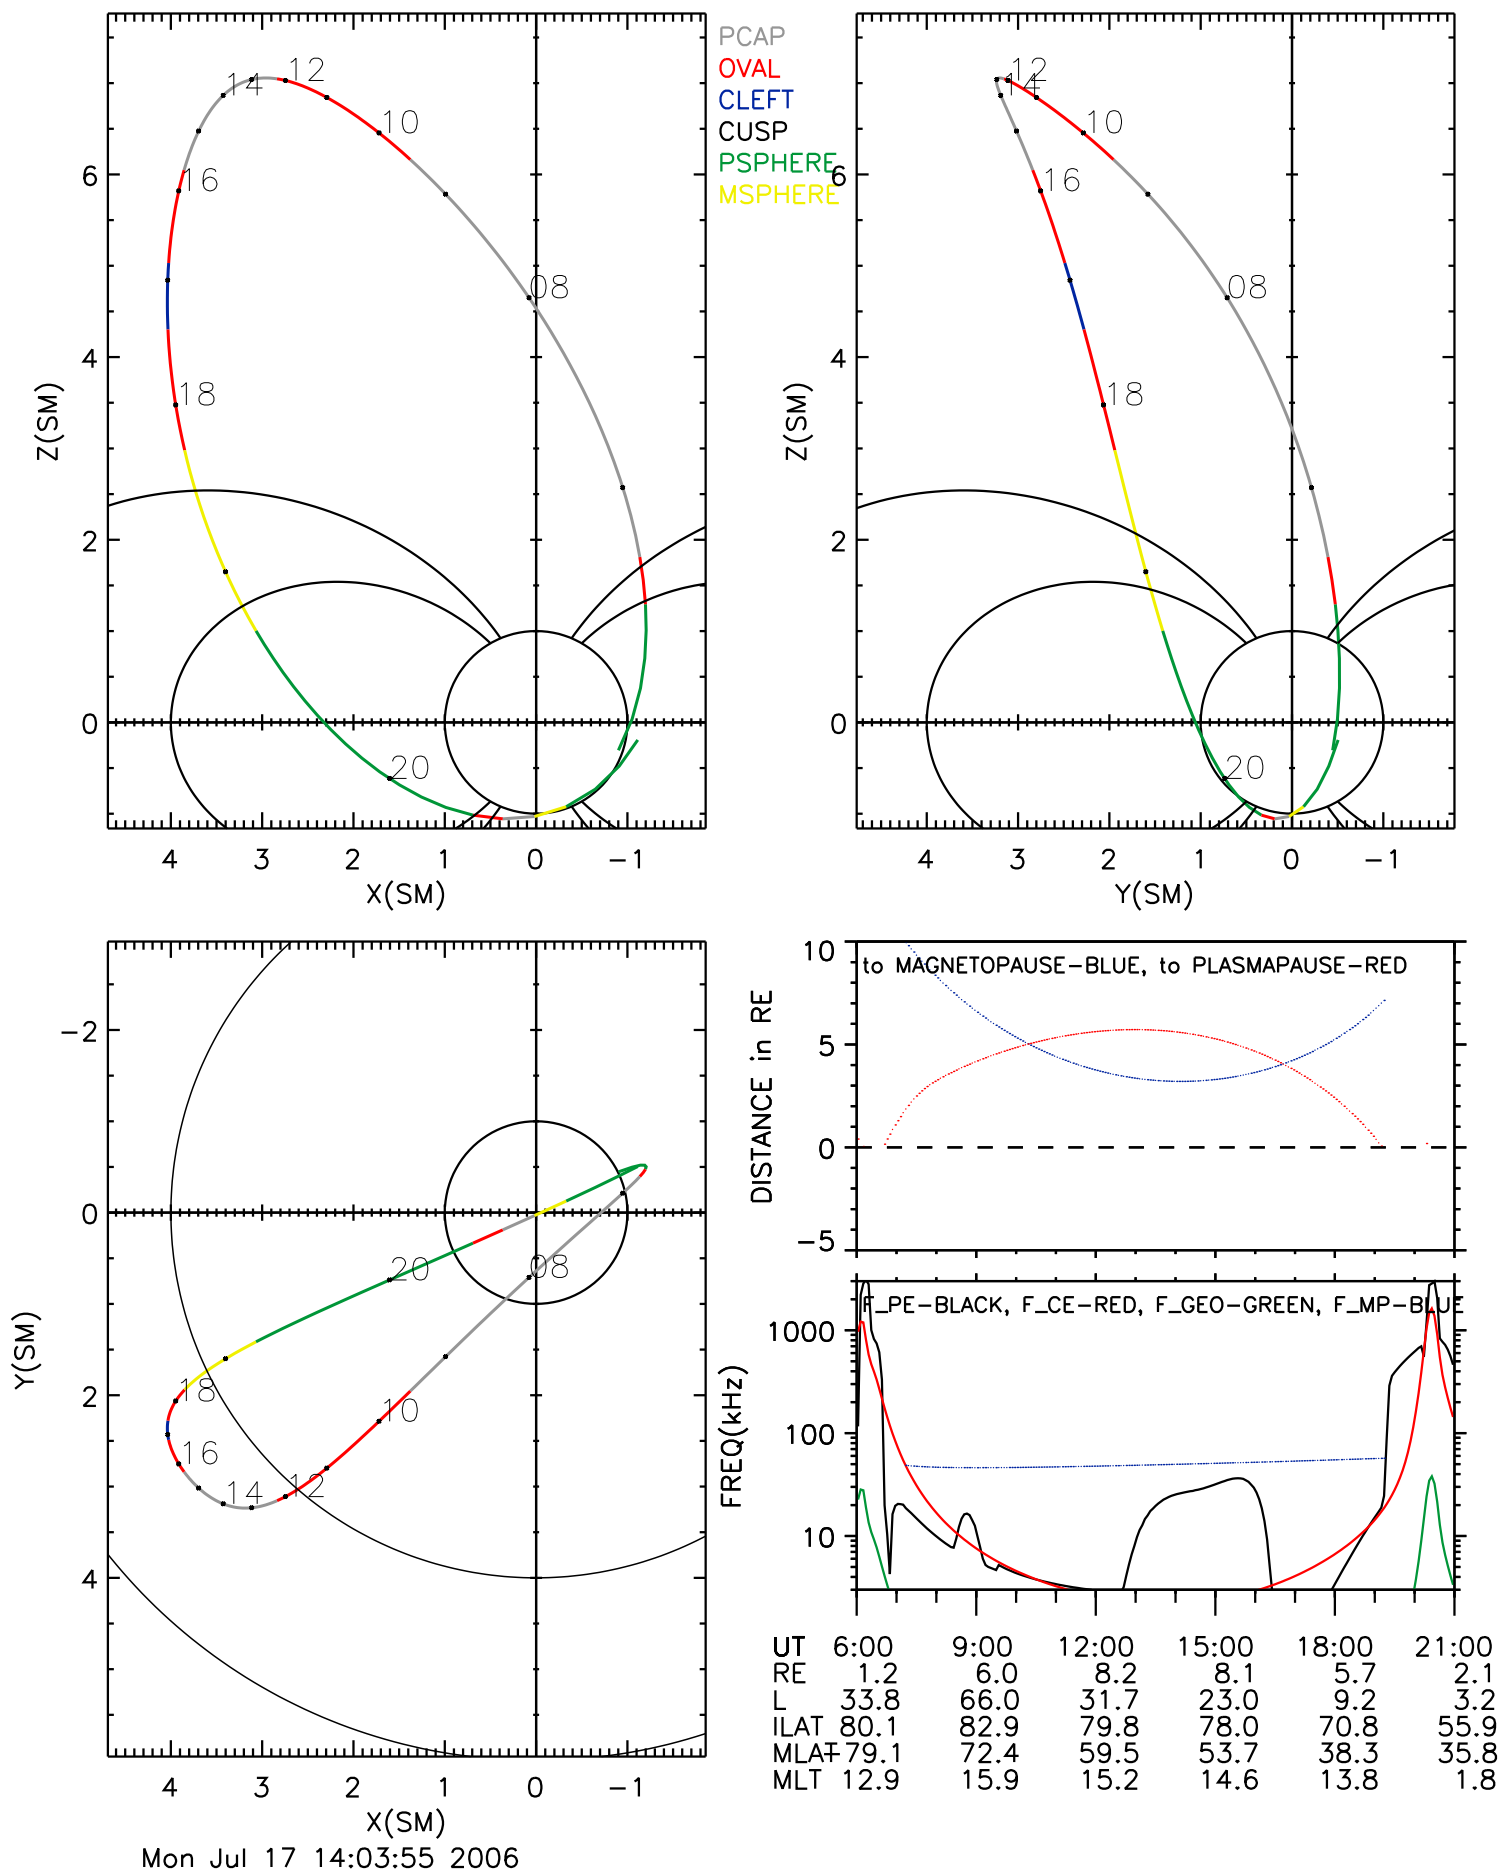 PCAP
OVAL
CLEFT
CUSP
PSPHERE
MSPHERE
12
14
10
16
08
18
20
6
4
2
0
Z(SM)
4 3 2 1 0 −1
X(SM)
12
14
10
16
08
18
20
6
4
2
0
Z(SM)
4 3 2 1 0 −1
Y(SM)
−2
0
2
4
Y(SM)
20
08
18
10
16
14
12
4 3 2 1 0 −1
X(SM)
10
5
0
−5
DISTANCE in RE
to MAGNETOPAUSE−BLUE, to PLASMAPAUSE−RED
F_PE−BLACK, F_CE−RED, F_GEO−GREEN, F_MP−BLUE
1000
100
10
FREQ(kHz)
UT 6:00 9:00 12:00 15:00 18:00 21:00
RE 1.2 6.0 8.2 8.1 5.7 2.1
L 33.8 66.0 31.7 23.0 9.2 3.2
ILAT 80.1 82.9 79.8 78.0 70.8 55.9
MLAT−79.1 72.4 59.5 53.7 38.3 35.8
MLT 12.9 15.9 15.2 14.6 13.8 1.8
Mon Jul 17 14:03:55 2006